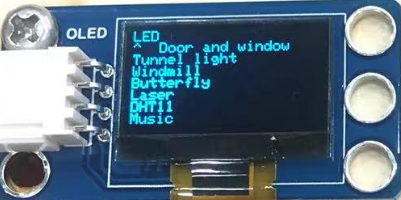 OLED
LED
^ Door and window
Tunnel light
Windmill
Butterfly
Laser
DHT11
Music